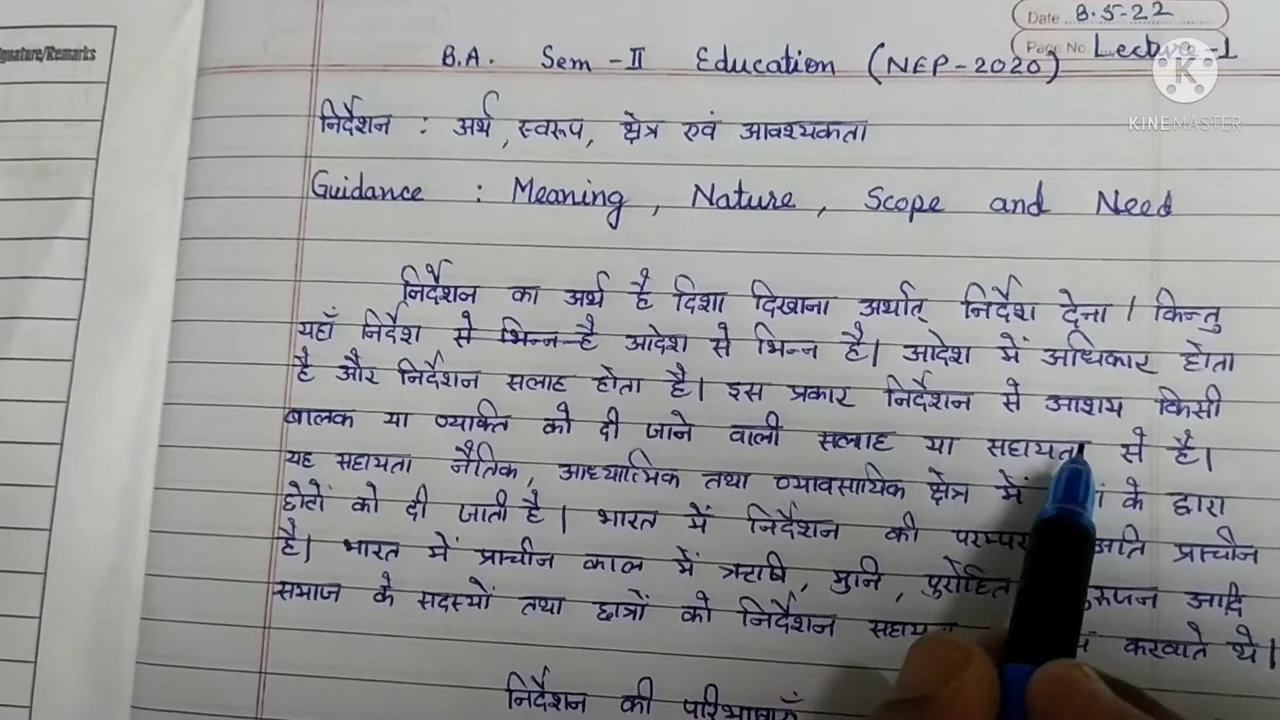 gnature/Remarks
Date 8.5-22
Page No. Lecture-1
B.A. Sem-II Education (NEP-2020)
KINEMASTER
निर्देशन : अर्थ, स्वरूप, क्षेत्र एवं आवश्यकता
Guidance : Meaning, Nature, Scope and Need
निर्देशन का अर्थ है दिशा दिखाना अर्थात् निर्देश देना । किन्तु
यहाँ निर्देश से भिन्न है आदेश से भिन्न है। आदेश में अधिकार होता
है और निर्देशन सलाह होता है। इस प्रकार निर्देशन से आशय किसी
बालक या व्यक्ति को दी जाने वाली सलाह या सहायता से है।
यह सहायता नैतिक, आध्यात्मिक तथा व्यावसायिक क्षेत्र में के द्वारा
छोटों को दी जाती है। भारत में निर्देशन की अति प्राचीन
है। भारत में प्राचीन काल में ऋषि, मुनि, पुरोहित आदि
समाज के सदस्यों तथा छात्रों को निर्देशन करवाते थे।
निर्देशन की परिभाषाएँ